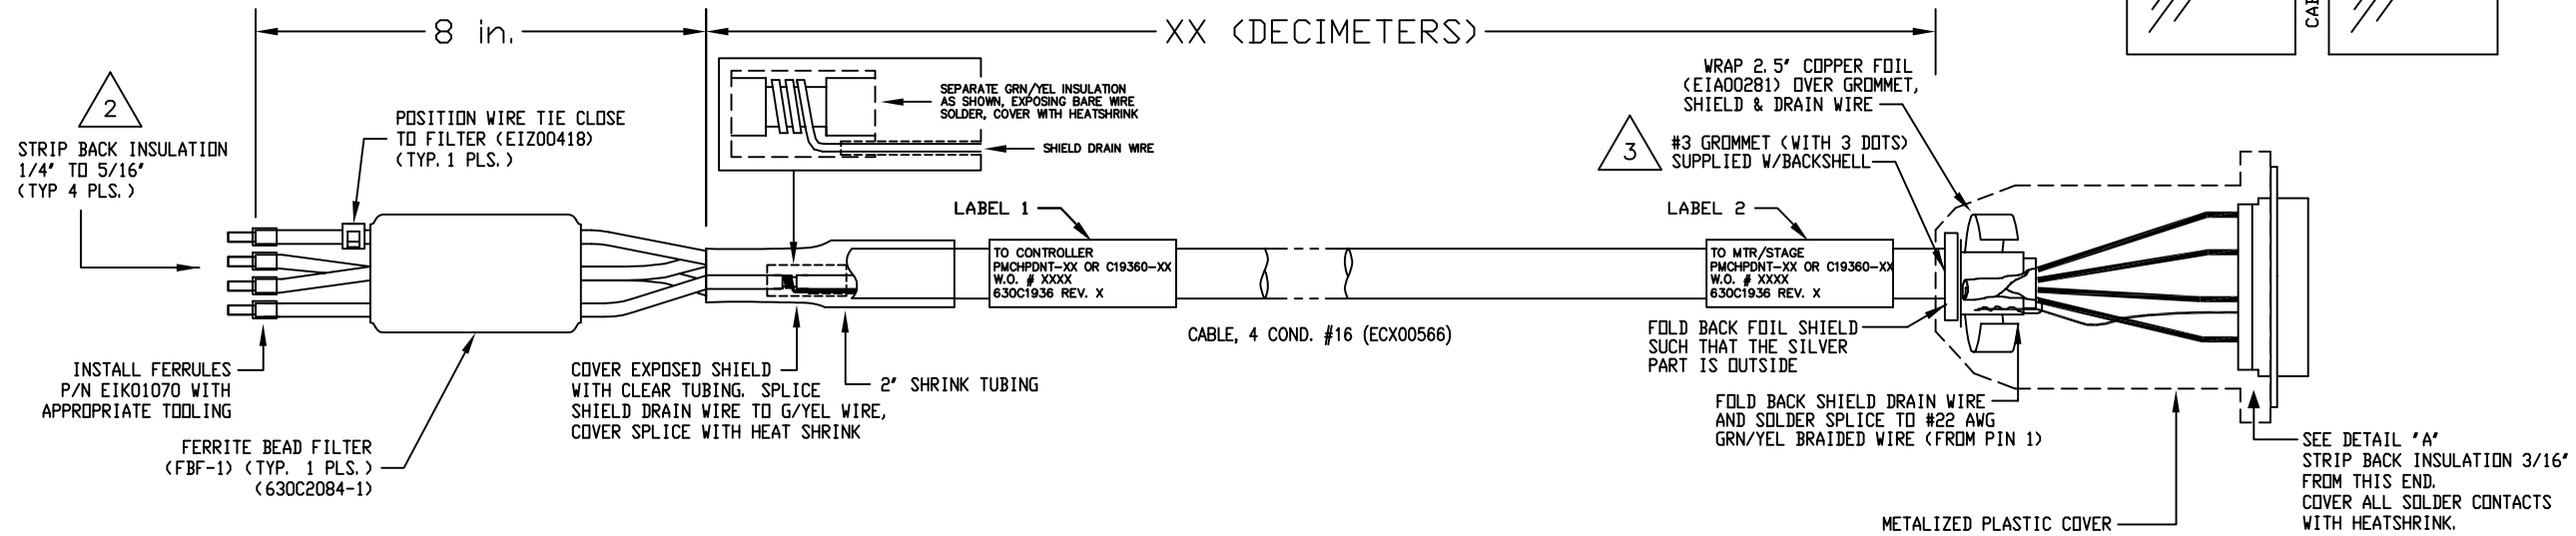 8 in.
XX (DECIMETERS)
CAB
2
STRIP BACK INSULATION
1/4" TO 5/16"
(TYP 4 PLS.)
POSITION WIRE TIE CLOSE
TO FILTER (EIZ00418)
(TYP. 1 PLS.)
SEPARATE GRN/YEL INSULATION
AS SHOWN, EXPOSING BARE WIRE
SOLDER, COVER WITH HEATSHRINK
SHIELD DRAIN WIRE
WRAP 2.5" COPPER FOIL
(EIA00281) OVER GROMMET,
SHIELD & DRAIN WIRE
3
#3 GROMMET (WITH 3 DOTS)
SUPPLIED W/BACKSHELL
LABEL 1
LABEL 2
TO CONTROLLER
PMCHPDNT-XX OR C19360-XX
W.O. # XXXX
630C1936 REV. X
TO MTR/STAGE
PMCHPDNT-XX OR C19360-XX
W.O. # XXXX
630C1936 REV. X
CABLE, 4 COND. #16 (ECX00566)
INSTALL FERRULES
P/N EIK01070 WITH
APPROPRIATE TOOLING
FERRITE BEAD FILTER
(FBF-1) (TYP. 1 PLS.)
(630C2084-1)
COVER EXPOSED SHIELD
WITH CLEAR TUBING. SPLICE
SHIELD DRAIN WIRE TO G/YEL WIRE,
COVER SPLICE WITH HEAT SHRINK
2" SHRINK TUBING
FOLD BACK FOIL SHIELD
SUCH THAT THE SILVER
PART IS OUTSIDE
FOLD BACK SHIELD DRAIN WIRE
AND SOLDER SPLICE TO #22 AWG
GRN/YEL BRAIDED WIRE (FROM PIN 1)
METALIZED PLASTIC COVER
SEE DETAIL "A"
STRIP BACK INSULATION 3/16"
FROM THIS END.
COVER ALL SOLDER CONTACTS
WITH HEATSHRINK.